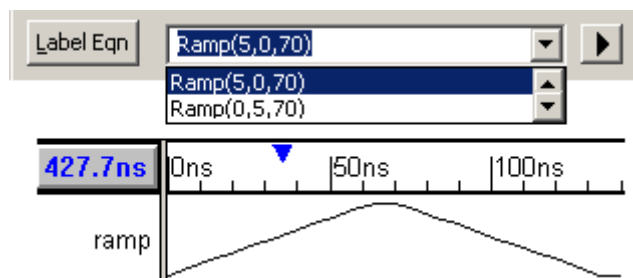 Label Eqn Ramp(5,0,70)
Ramp(5,0,70)
Ramp(0,5,70)
427.7ns 0ns 50ns 100ns
ramp